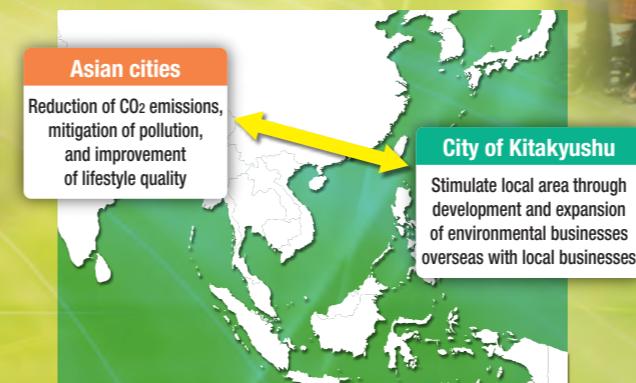 Asian cities
Reduction of CO2 emissions,
mitigation of pollution,
and improvement
of lifestyle quality
City of Kitakyushu
Stimulate local area through
development and expansion
of environmental businesses
overseas with local businesses